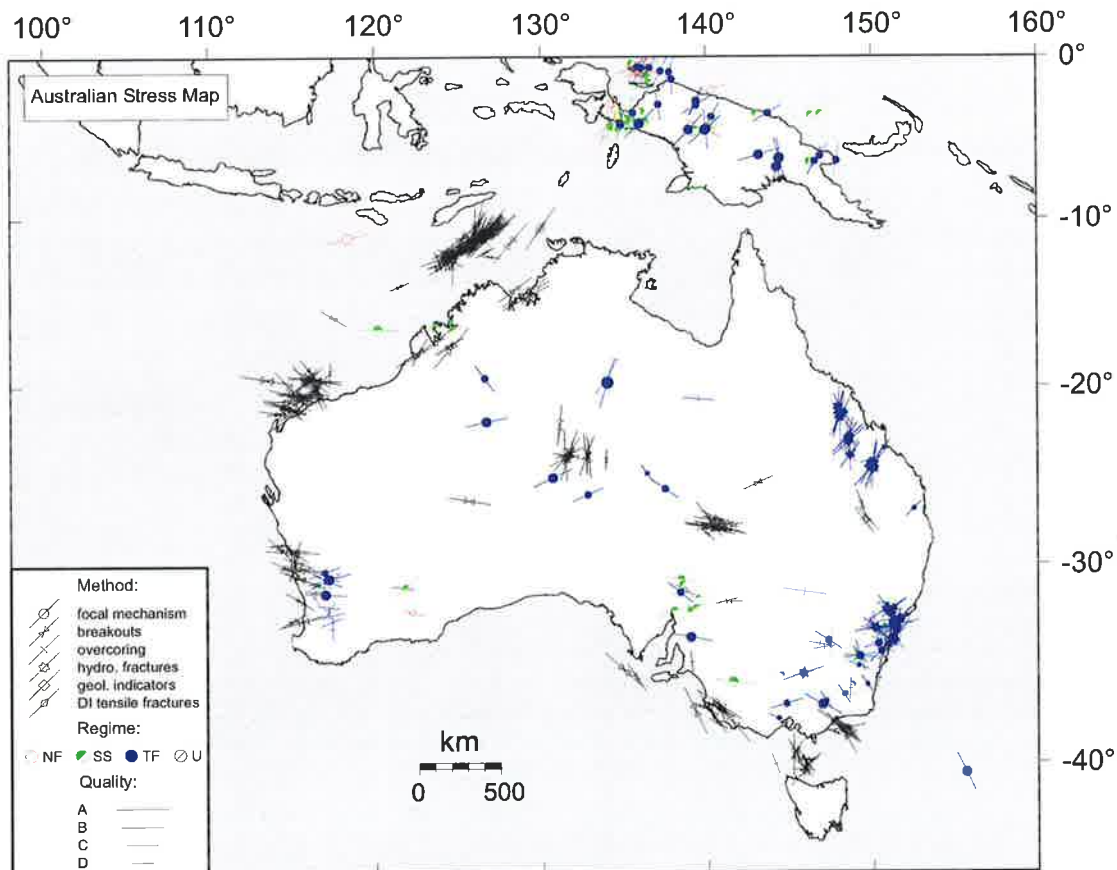 100° 110° 120° 130° 140° 150° 160°
0°
Australian Stress Map
-10°
-20°
-30°
Method:
focal mechanism
breakouts
overcoring
hydro. fractures
geol. indicators
DI tensile fractures
Regime:
NF SS TF U
Quality:
A
B
C
D
km
0 500
-40°